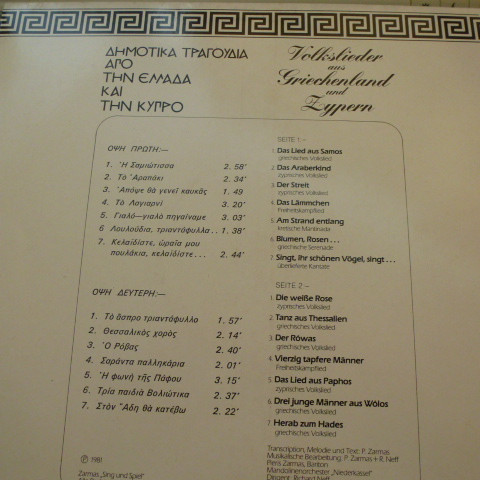 ΔΗΜΟΤΙΚΑ ΤΡΑΓΟΥΔΙΑ
ΑΠΟ
ΤΗΝ ΕΛΛΑΔΑ
ΚΑΙ
ΤΗΝ ΚΥΠΡΟ
Volkslieder
aus
Griechenland
und
Zypern
ΟΨΗ ΠΡΩΤΗ:—
1. Ἡ Σαμιώτισσα 2. 58'
2. Τὸ Ἀραπάκι 2. 34'
3. Ἀπόψε θὰ γενεῖ καυκᾶς 1. 49
4. Τὸ Λαγιαρνί 3. 20'
5. Γιαλό—γιαλό πηγαίναμε 3. 03'
6 Λουλούδια, τριαντάφυλλα.. 1. 38'
7. Κελαϊδίστε, ὡραῖα μου
πουλάκια, κελαϊδίστε... 2. 44'
ΟΨΗ ΔΕΥΤΕΡΗ:—
1. Τὸ ἄσπρο τριαντάφυλλο 1. 57'
2. Θεσσαλικὸς χορὸς 2. 14'
3. Ὁ Ρόβας 2. 40'
4. Σαράντα παλληκάρια 2. 01'
5. Ἡ φωνὴ τῆς Πάφου 3. 15'
6. Τρία παιδιὰ Βολιώτικα 2. 37'
7. Στὸν Ἅδη θὰ κατέβω 2. 22'
℗ 1981
Zarmas „Sing und Spiel"
SEITE 1 —
1 Das Lied aus Samos
griechisches Volkslied
2. Das Araberkind
zyprisches Volkslied
3. Der Streit
zyprisches Volkslied
4. Das Lämmchen
Freiheitskampflied
5. Am Strand entlang
kretische Mantinada
6. Blumen, Rosen ...
griechische Serenade
7. Singt, ihr schönen Vögel, singt ...
überlieferte Kantate
SEITE 2 —
1 Die weiße Rose
zyprisches Volkslied
2. Tanz aus Thessalien
griechisches Volkslied
3. Der Rówas
griechisches Volkslied
4. Vierzig tapfere Männer
Freiheitskampflied
5. Das Lied aus Paphos
zyprisches Volkslied
6. Drei junge Männer aus Wólos
griechisches Volkslied
7 Herab zum Hades
griechisches Volkslied
Transcription, Melodie und Text: P. Zarmas
Musikalische Bearbeitung: P. Zarmas + R. Neff
Pieris Zarmas, Bariton
Mandolinenorchester „Niederkassel"
Dirigent: Richard Neff